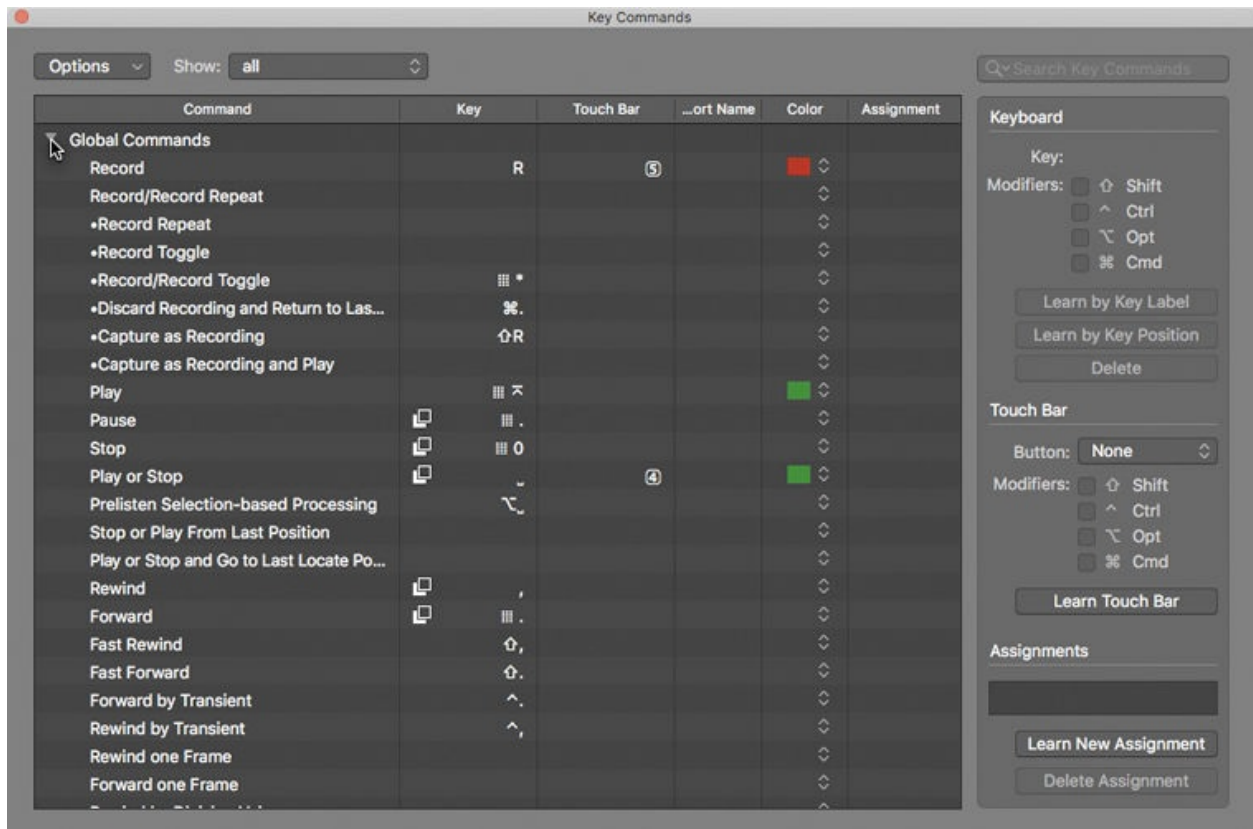 Key Commands
Options Show: all
Search Key Commands
Command Key Touch Bar ...ort Name Color Assignment
Global Commands
Record R 5
Record/Record Repeat
•Record Repeat
•Record Toggle
•Record/Record Toggle *
•Discard Recording and Return to Las... ⌘.
•Capture as Recording ⇧R
•Capture as Recording and Play
Play ⌅
Pause .
Stop 0
Play or Stop ⎵ 4
Prelisten Selection-based Processing ⌥⎵
Stop or Play From Last Position
Play or Stop and Go to Last Locate Po...
Rewind ,
Forward .
Fast Rewind ⇧,
Fast Forward ⇧.
Forward by Transient ^.
Rewind by Transient ^,
Rewind one Frame
Forward one Frame
Keyboard
Key:
Modifiers: ⇧ Shift
^ Ctrl
⌥ Opt
⌘ Cmd
Learn by Key Label
Learn by Key Position
Delete
Touch Bar
Button: None
Modifiers: ⇧ Shift
^ Ctrl
⌥ Opt
⌘ Cmd
Learn Touch Bar
Assignments
Learn New Assignment
Delete Assignment